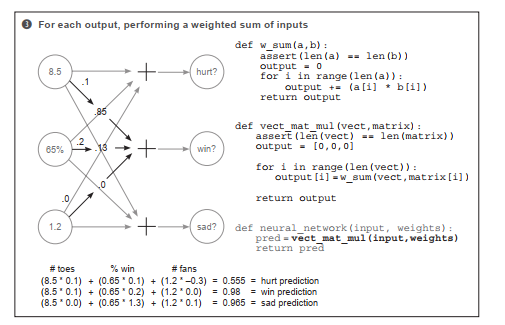 3 For each output, performing a weighted sum of inputs
8.5
65%
1.2
.1
.85
.2
.13
.0
.0
hurt?
win?
sad?
def w_sum(a,b):
assert(len(a) == len(b))
output = 0
for i in range(len(a)):
output += (a[i] * b[i])
return output
def vect_mat_mul(vect,matrix):
assert(len(vect) == len(matrix))
output = [0,0,0]
for i in range(len(vect)):
output[i]=w_sum(vect,matrix[i])
return output
def neural_network(input, weights):
pred=vect_mat_mul(input,weights)
return pred
# toes % win # fans
(8.5 * 0.1) + (0.65 * 0.1) + (1.2 * –0.3) = 0.555 = hurt prediction
(8.5 * 0.1) + (0.65 * 0.2) + (1.2 * 0.0) = 0.98 = win prediction
(8.5 * 0.0) + (0.65 * 1.3) + (1.2 * 0.1) = 0.965 = sad prediction